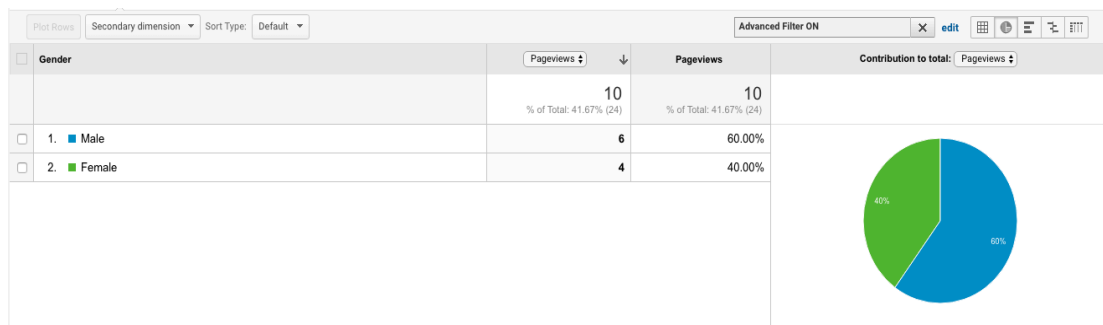 Plot Rows Secondary dimension Sort Type: Default Advanced Filter ON edit
Gender Pageviews Pageviews Contribution to total: Pageviews
10 10
% of Total: 41.67% (24) % of Total: 41.67% (24)
1. Male 6 60.00%
2. Female 4 40.00%
40%
60%